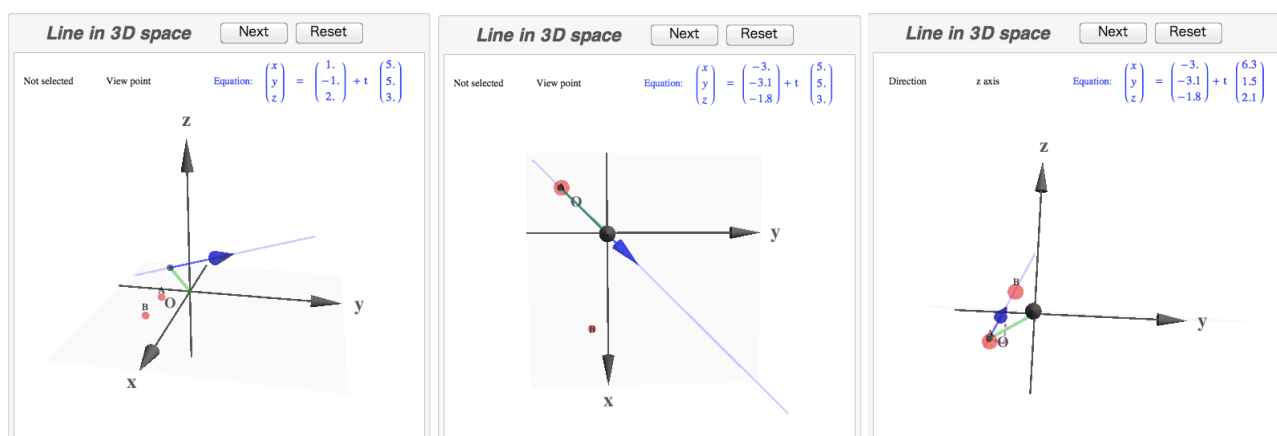 Line in 3D space Next Reset
Not selected View point Equation: (x y z) = (1. −1. 2.) + t (5. 5. 3.)
z
A
B
O
y
x
Line in 3D space Next Reset
Not selected View point Equation: (x y z) = (−3. −3.1 −1.8) + t (5. 5. 3.)
A
O
y
B
x
Line in 3D space Next Reset
Direction z axis Equation: (x y z) = (−3. −3.1 −1.8) + t (6.3 1.5 2.1)
z
B
y
A
O